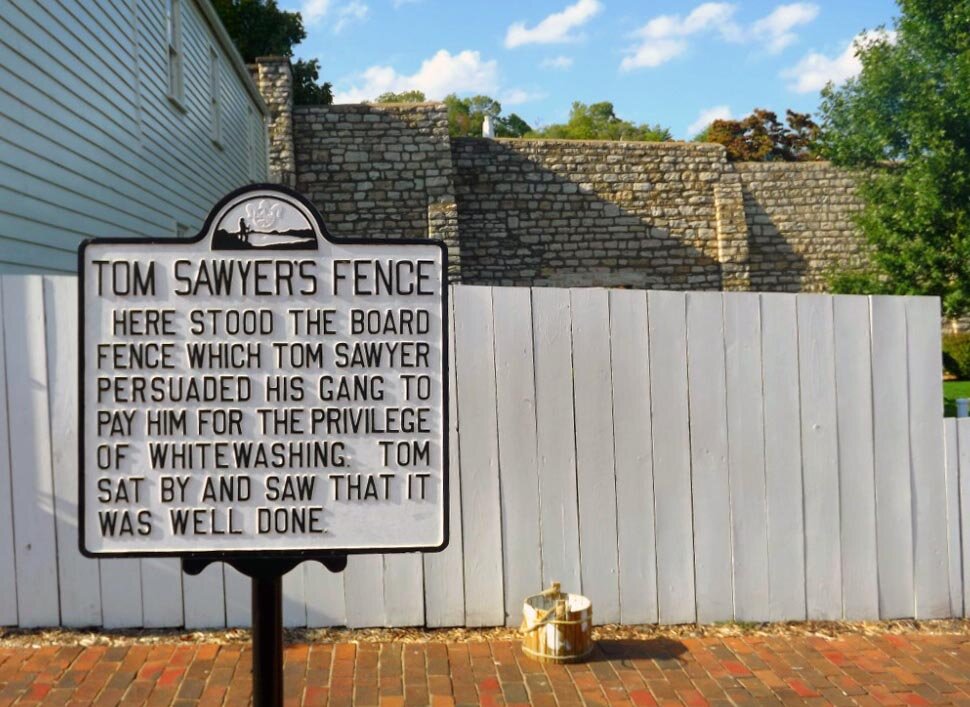 TOM SAWYER'S FENCE
HERE STOOD THE BOARD
FENCE WHICH TOM SAWYER
PERSUADED HIS GANG TO
PAY HIM FOR THE PRIVILEGE
OF WHITEWASHING. TOM
SAT BY AND SAW THAT IT
WAS WELL DONE.